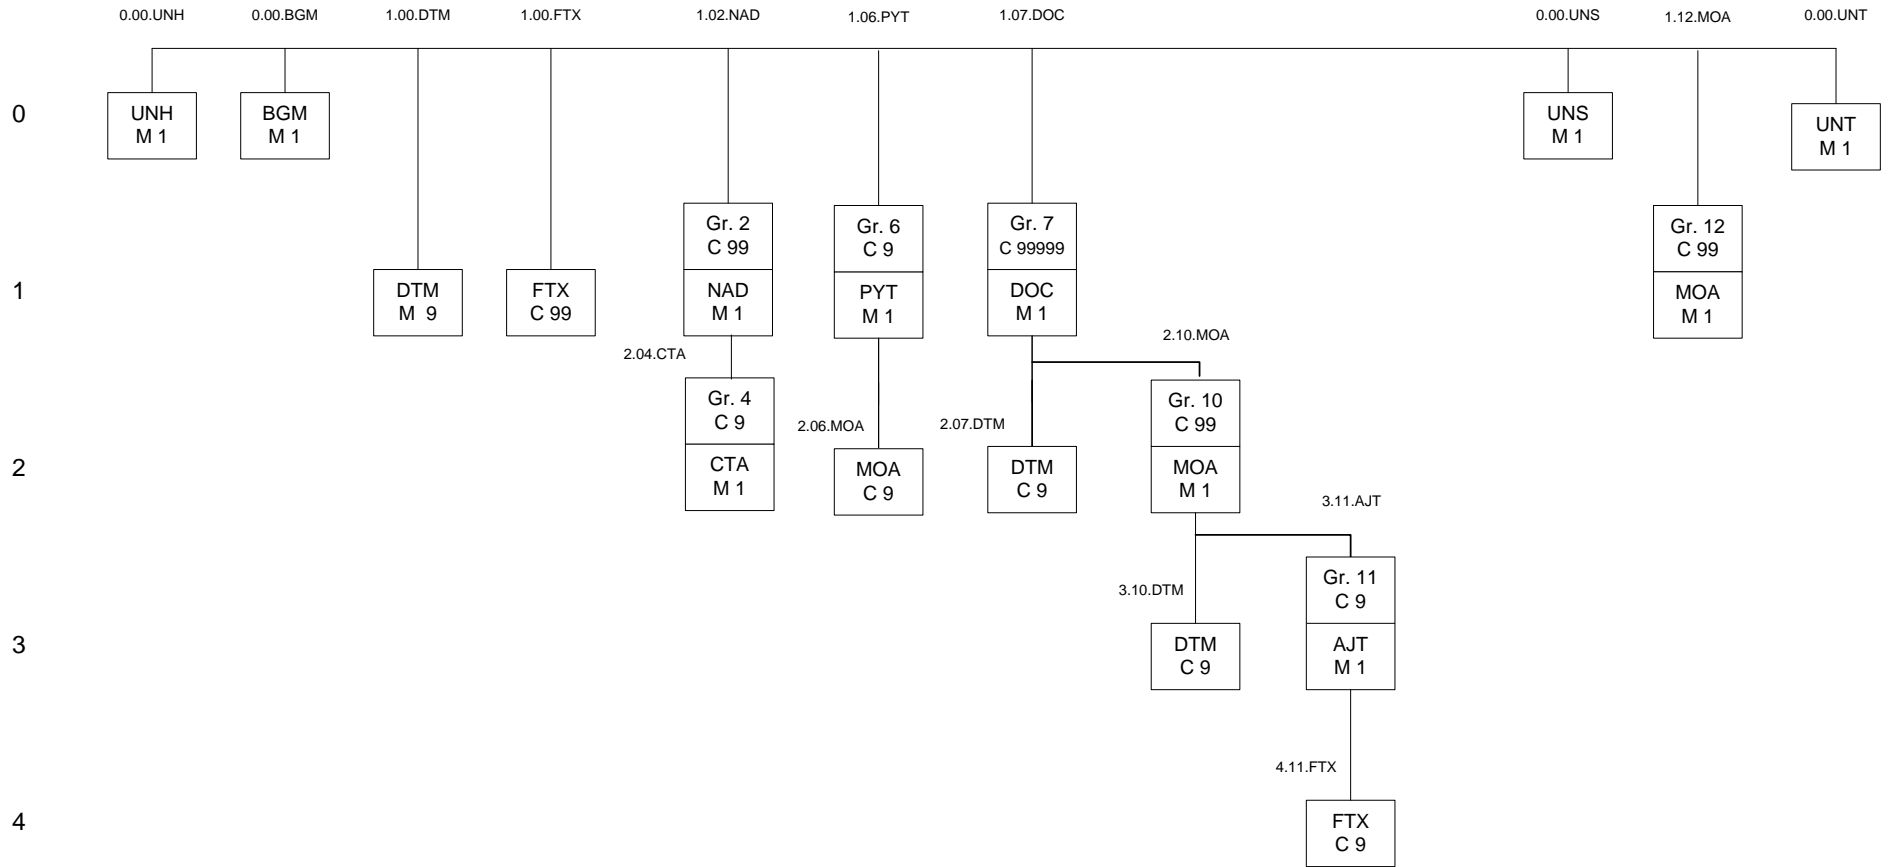 0.00.UNH
0.00.BGM
1.00.DTM
1.00.FTX
1.02.NAD
1.06.PYT
1.07.DOC
0.00.UNS
1.12.MOA
0.00.UNT
0
UNH
M 1
BGM
M 1
UNS
M 1
UNT
M 1
1
DTM
M 9
FTX
C 99
Gr. 2
C 99
NAD
M 1
Gr. 6
C 9
PYT
M 1
Gr. 7
C 99999
DOC
M 1
Gr. 12
C 99
MOA
M 1
2.04.CTA
2.10.MOA
2
Gr. 4
C 9
CTA
M 1
2.06.MOA
MOA
C 9
2.07.DTM
DTM
C 9
Gr. 10
C 99
MOA
M 1
3.11.AJT
3
3.10.DTM
DTM
C 9
Gr. 11
C 9
AJT
M 1
4.11.FTX
4
FTX
C 9